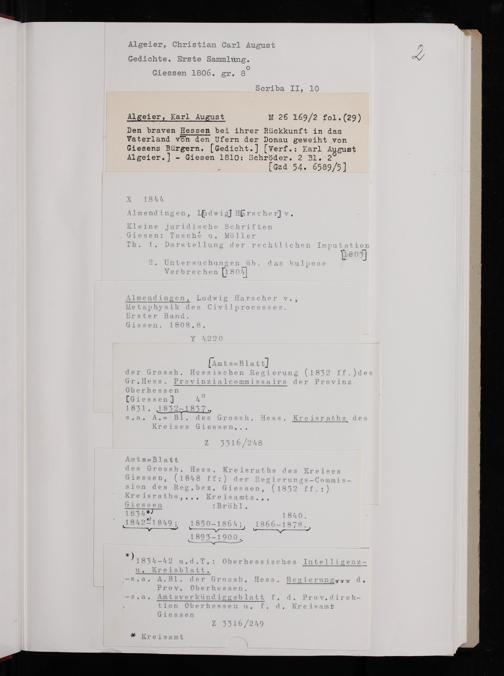 2
Algeier, Christian Carl August
Gedichte. Erste Sammlung.
Giessen 1806. gr. 8°
Scriba II, 10
Algeier, Karl August M 26 169/2 fol.(29)
Den braven Hessen bei ihrer Rückkunft in das
Vaterland von den Ufern der Donau geweiht von
Giesens Bürgern. [Gedicht.] [Verf.: Karl August
Algeier.] - Giesen 1810: Schröder. 2 Bl. 2°
[Gzd 54. 6589/5]
X 1844
Almendingen, L[udwig] H[arscher] v.
Kleine juridische Schriften
Giesen: Tasché u. Müller
Th. 1. Darstellung der rechtlichen Imputation
[1803]
2. Untersuchungen üb. das kulpose
Verbrechen [1804]
Almendingen, Ludwig Harscher v.,
Metaphysik des Civilprocesses.
Erster Band.
Gissen. 1808.8.
Y 4220
[Amts=Blatt]
der Grossh. Hessischen Regierung (1832 ff.)des
Gr.Hess. Provinzialcommissairs der Provinz
Oberhessen
[Giessen.] 4°
1831. 1832-1837.
s.a. A.= Bl. des Grossh. Hess. Kreisraths des
Kreises Giessen...
Z 3316/248
Amts=Blatt
des Grossh. Hess. Kreisraths des Kreises
Giessen, (1848 ff:) der Regierungs-Commis-
sion des Reg.bez. Giessen, (1852 ff.:)
Kreisraths,... Kreisamts...
Giessen :Brühl.
1834*) 1840.
1842-1849; 1850-1864; 1866-1878.
1893-1900.
*) 1834-42 u.d.T.: Oberhessisches Intelligenz-
u. Kreisblatt.
-s.a. A.Bl. der Grossh. Hess. Regierung... d.
Prov. Oberhessen.
-s.a. Amtsverkündigsblatt f. d. Prov.direk-
tion Oberhessen u. f. d. Kreisamt
Giessen
Z 3316/249
* Kreisamt